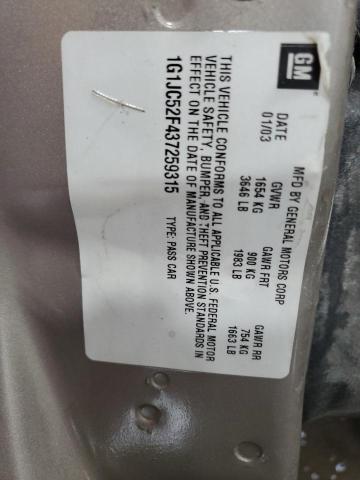 GM
MFD BY GENERAL MOTORS CORP
DATE GVWR GAWR FRT GAWR RR
01/03 1654 KG 900 KG 754 KG
3646 LB 1983 LB 1663 LB
THIS VEHICLE CONFORMS TO ALL APPLICABLE U.S. FEDERAL MOTOR
VEHICLE SAFETY, BUMPER, AND THEFT PREVENTION STANDARDS IN
EFFECT ON THE DATE OF MANUFACTURE SHOWN ABOVE.
1G1JC52F437259315 TYPE: PASS CAR